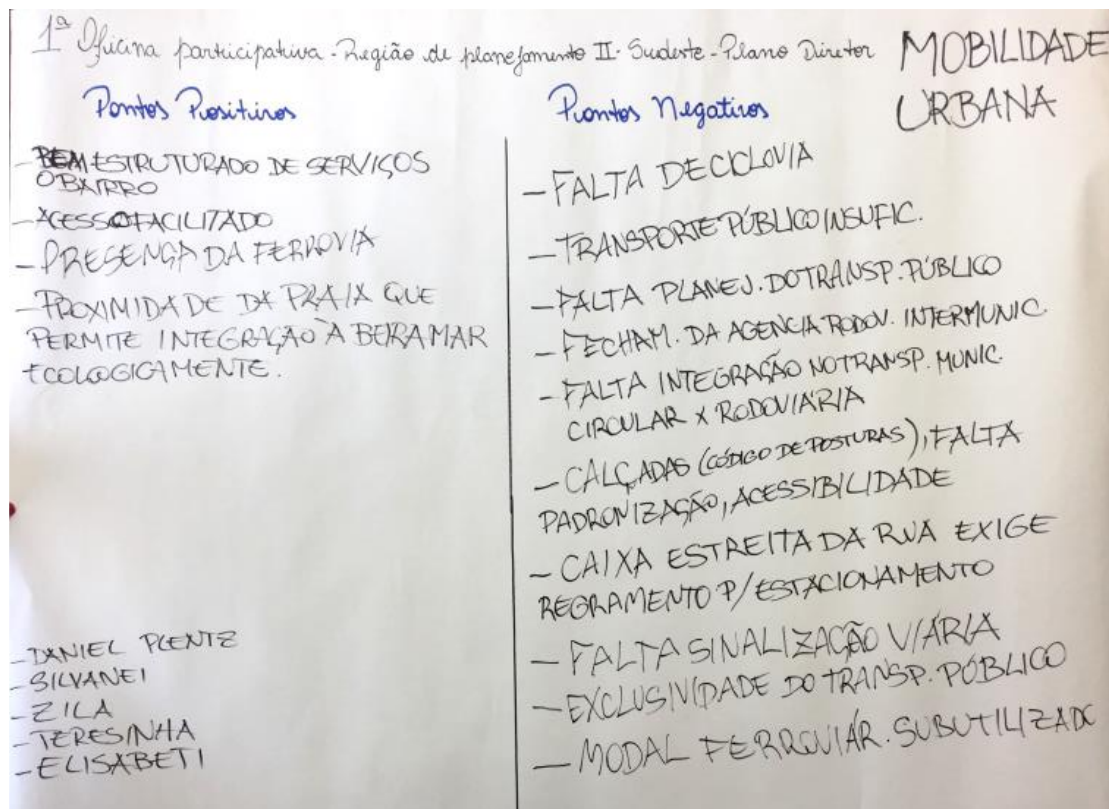 1ª Oficina participativa - Região de planejamento II - Sudeste - Plano Diretor
MOBILIDADE
URBANA
Pontos Positivos
- BEM ESTRUTURADO DE SERVIÇOS
O BAIRRO
- ACESSO FACILITADO
- PRESENÇA DA FERROVIA
- PROXIMIDADE DA PRAIA QUE
PERMITE INTEGRAÇÃO À BEIRA MAR
ECOLOGICAMENTE.
- DANIEL PLENTZ
- SILVANEI
- ZILA
- TERESINHA
- ELISABETI
Pontos Negativos
- FALTA DE CICLOVIA
- TRANSPORTE PÚBLICO INSUFIC.
- FALTA PLANEJ. DO TRANSP. PÚBLICO
- FECHAM. DA AGENCIA RODOV. INTERMUNIC.
- FALTA INTEGRAÇÃO NO TRANSP. MUNIC.
CIRCULAR X RODOVIÁRIA
- CALÇADAS (CÓDIGO DE POSTURAS), FALTA
PADRONIZAÇÃO, ACESSIBILIDADE
- CAIXA ESTREITA DA RUA EXIGE
REGRAMENTO P/ ESTACIONAMENTO
- FALTA SINALIZAÇÃO VIÁRIA
- EXCLUSIVIDADE DO TRANSP. PÚBLICO
- MODAL FERROVIÁR. SUBUTILIZADO